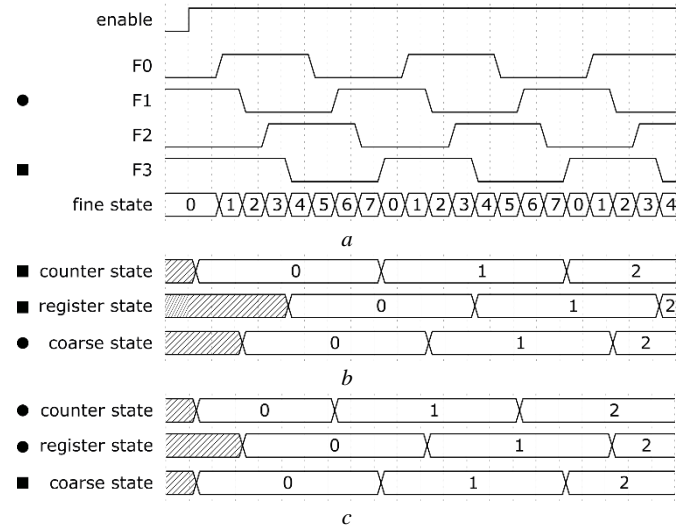 enable
F0
F1
F2
F3
fine state 0 1 2 3 4 5 6 7 0 1 2 3 4 5 6 7 0 1 2 3 4
a
counter state 0 1 2
register state 0 1 2
coarse state 0 1 2
b
counter state 0 1 2
register state 0 1 2
coarse state 0 1 2
c